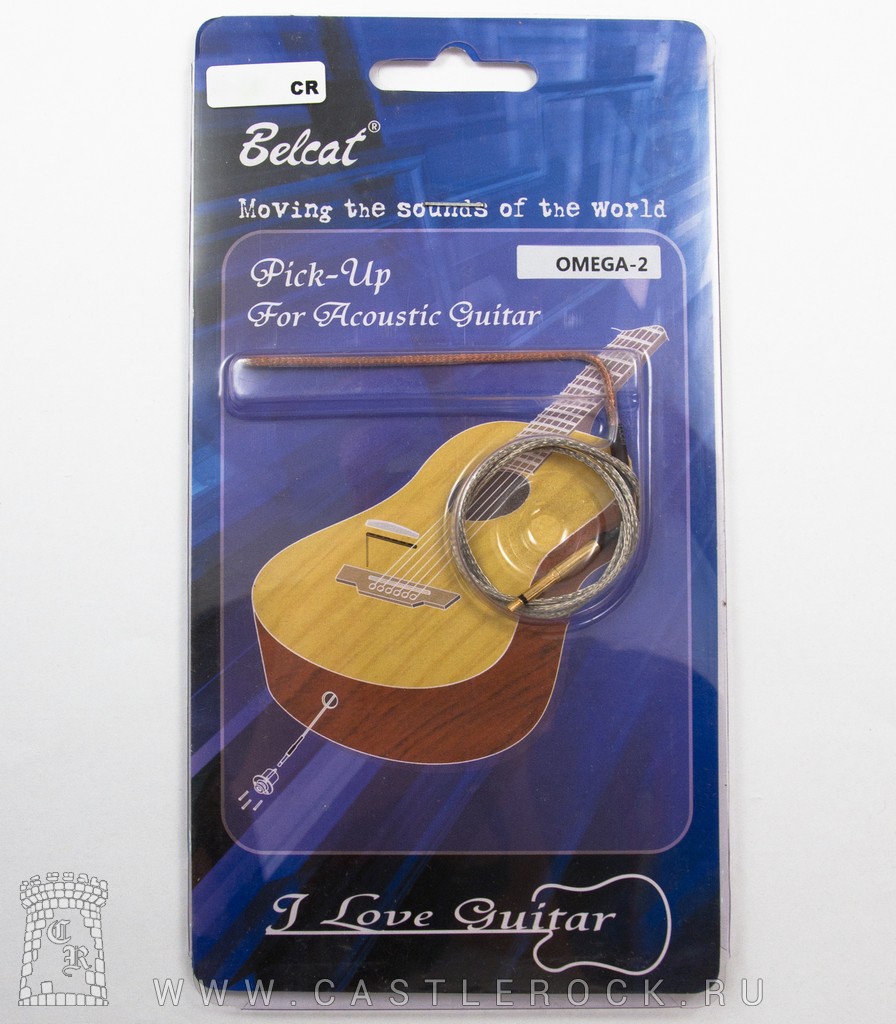 CR
Belcat®
Moving the sounds of the world
OMEGA-2
Pick-Up
For Acoustic Guitar
I Love Guitar
CR
WWW.CASTLEROCK.RU